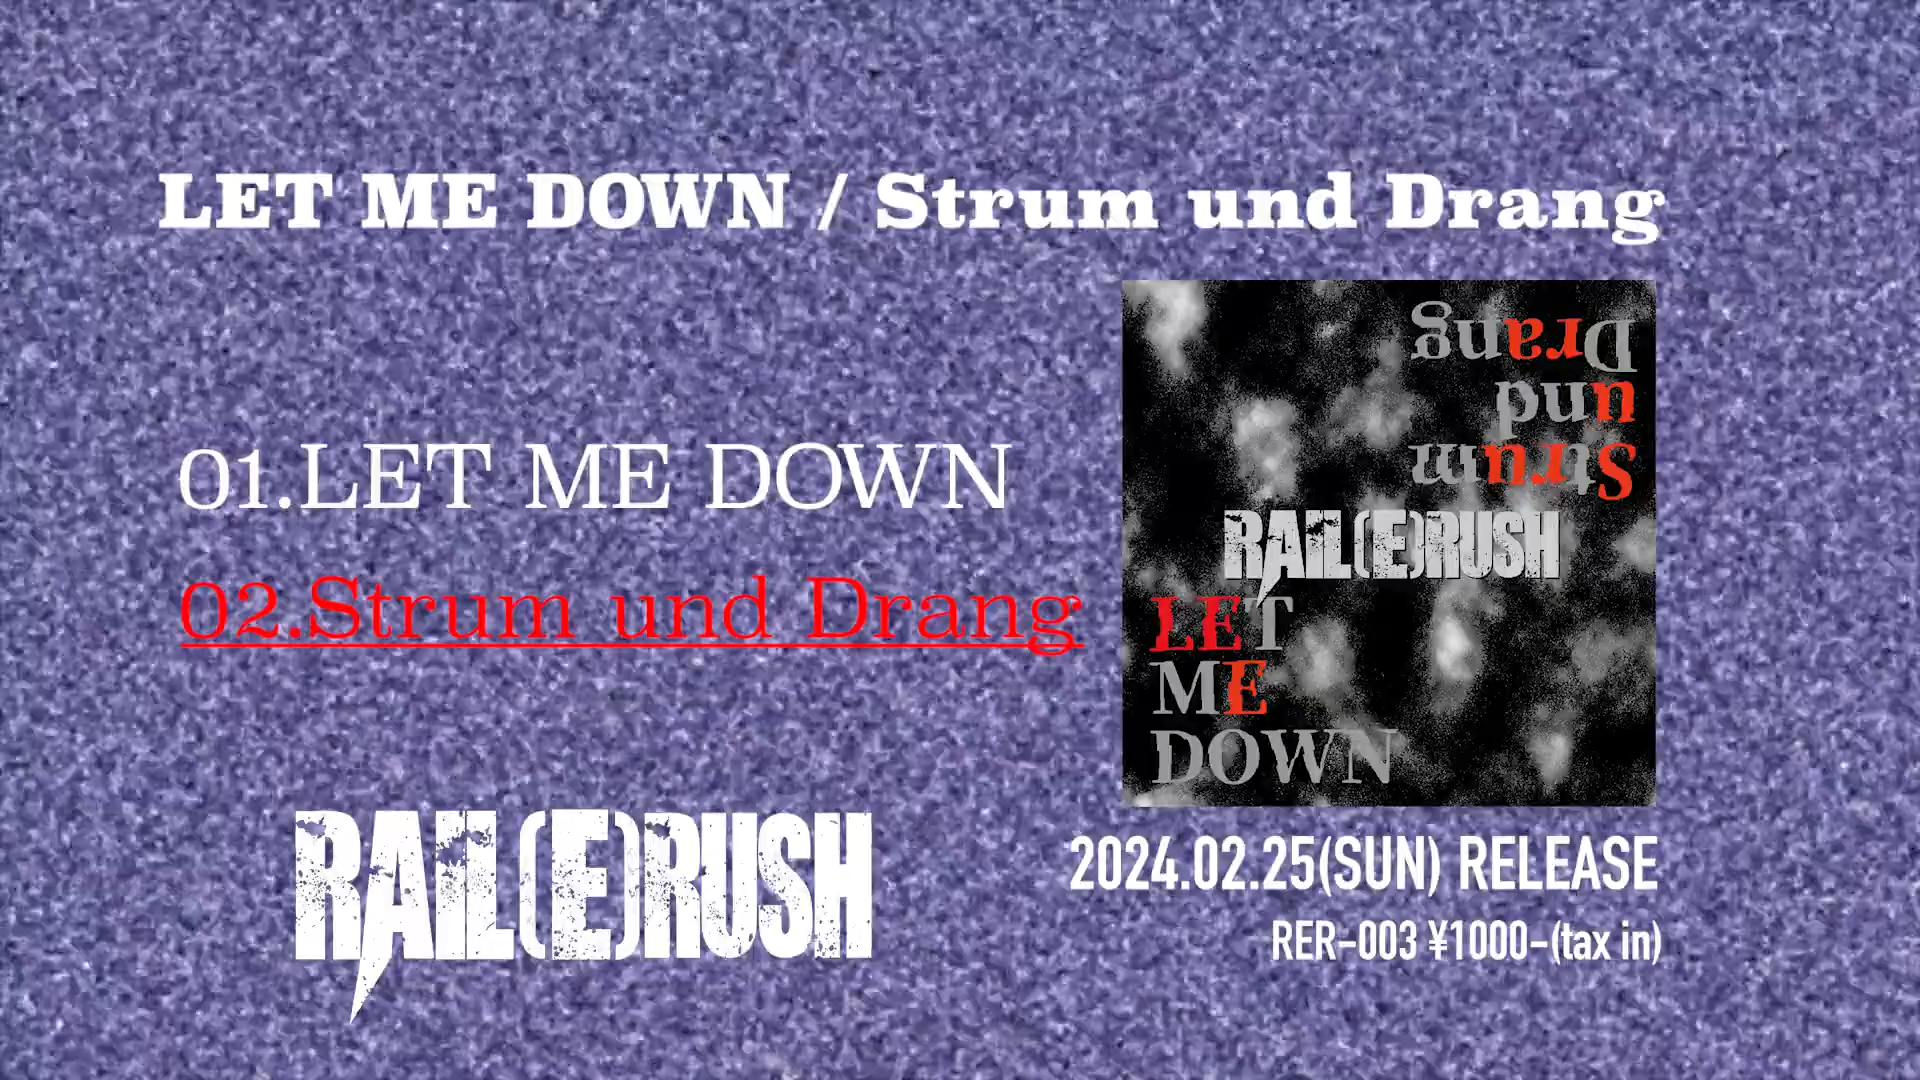 LET ME DOWN / Strum und Drang
01.LET ME DOWN
02.Strum und Drang
Strum
und
Drang
RAIL(E)RUSH
LET
ME
DOWN
RAIL(E)RUSH
2024.02.25(SUN) RELEASE
RER-003 ¥1000-(tax in)